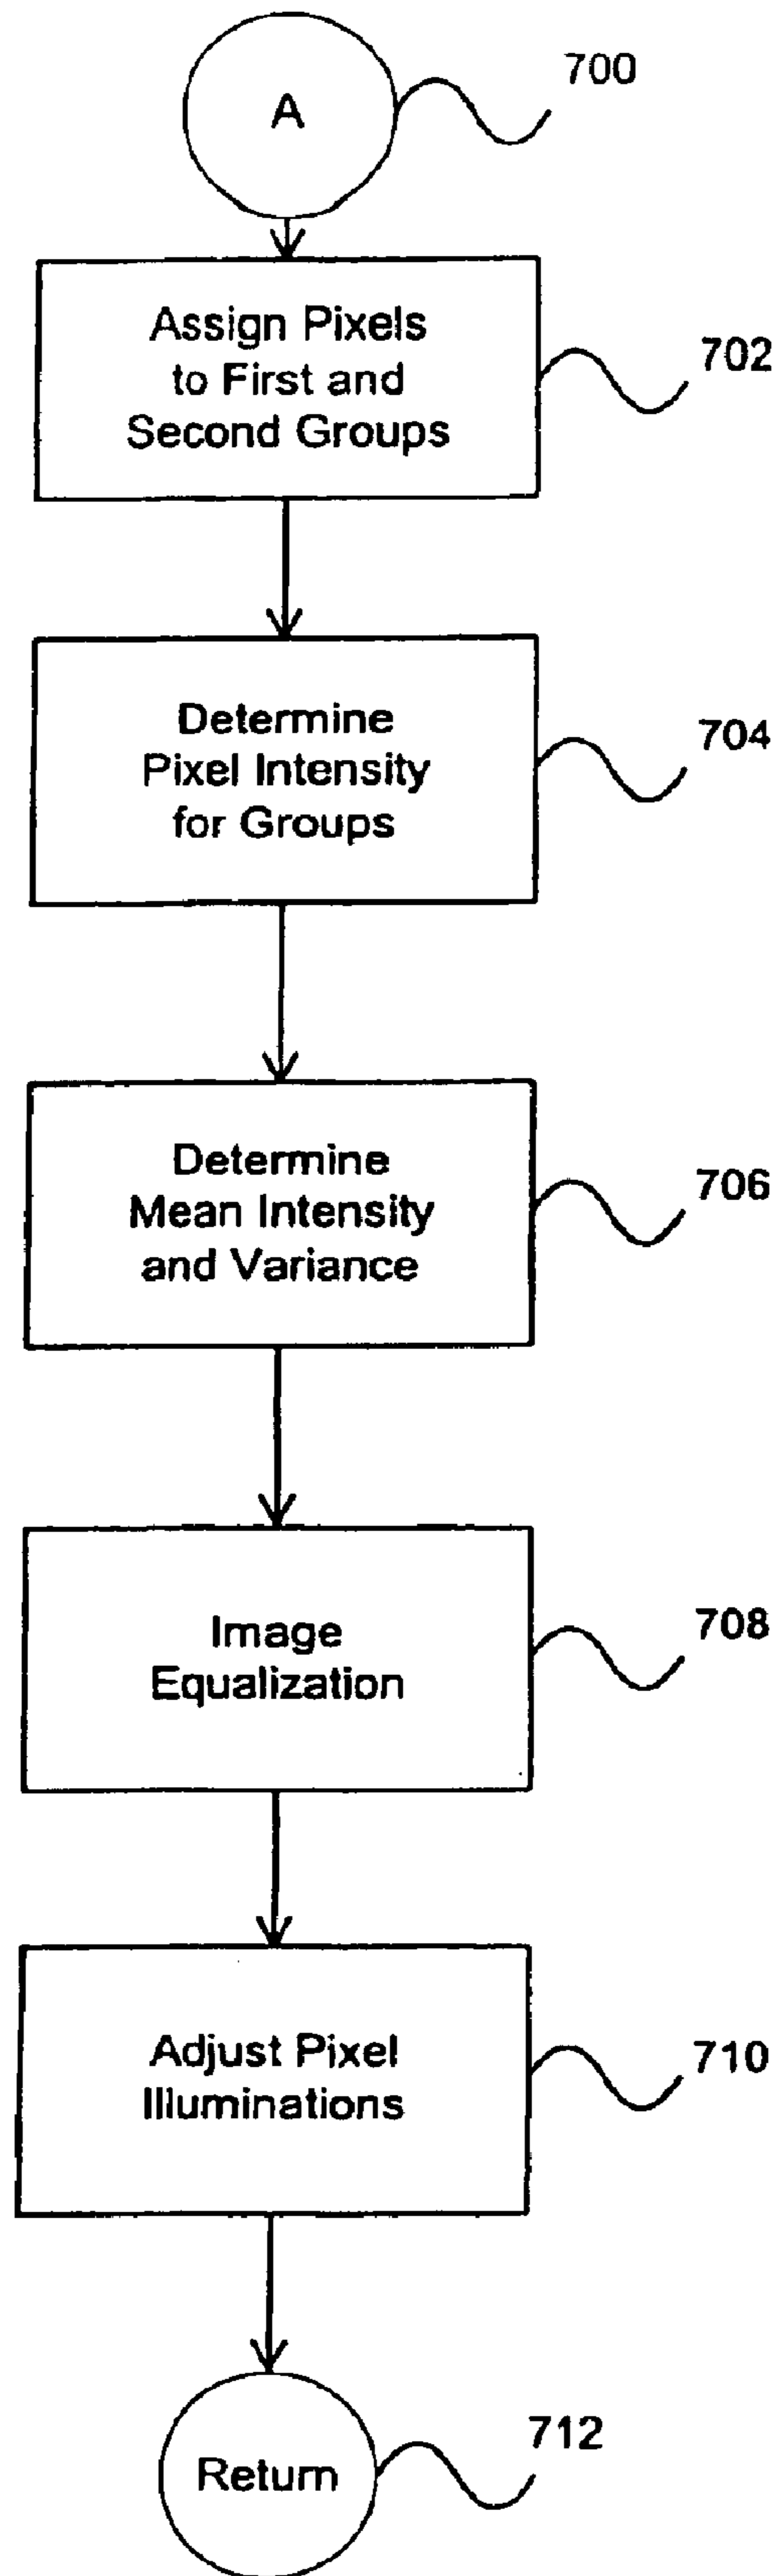 A
700
Assign Pixels
to First and
Second Groups
702
Determine
Pixel Intensity
for Groups
704
Determine
Mean Intensity
and Variance
706
Image
Equalization
708
Adjust Pixel
Illuminations
710
Return
712